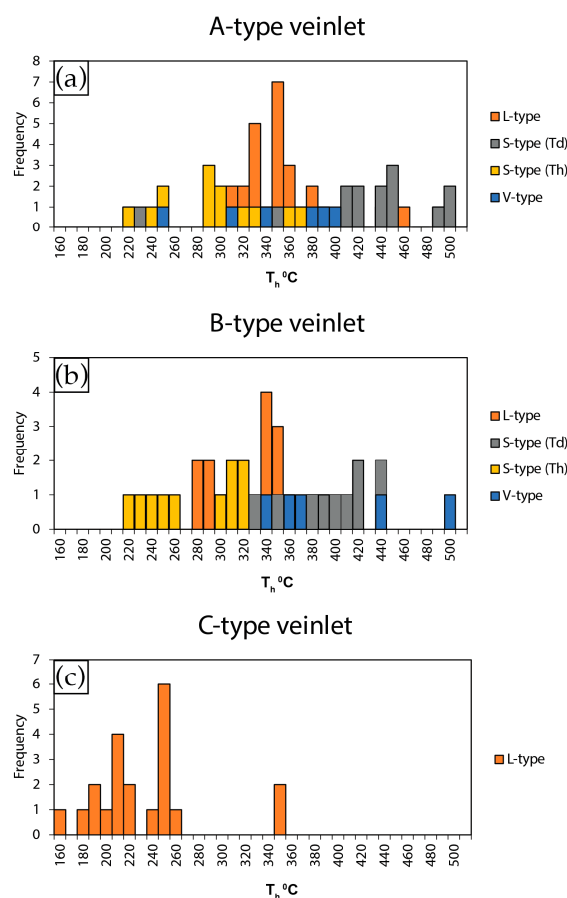 A-type veinlet
(a)
8
7
6
5
4
3
2
1
0
Frequency
160 180 200 220 240 260 280 300 320 340 360 380 400 420 440 460 480 500
Th ⁰C
L-type
S-type (Td)
S-type (Th)
V-type
B-type veinlet
(b)
5
4
3
2
1
0
Frequency
160 180 200 220 240 260 280 300 320 340 360 380 400 420 440 460 480 500
Th ⁰C
L-type
S-type (Td)
S-type (Th)
V-type
C-type veinlet
(c)
7
6
5
4
3
2
1
0
Frequency
160 180 200 220 240 260 280 300 320 340 360 380 400 420 440 460 480 500
Th ⁰C
L-type